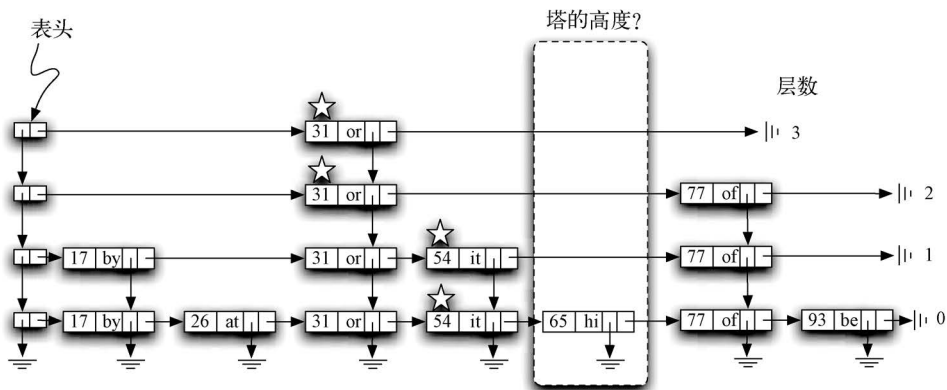 塔的高度?
表头
层数
31 or 3
31 or 77 of 2
17 by 31 or 54 it 77 of 1
17 by 26 at 31 or 54 it 65 hi 77 of 93 be 0